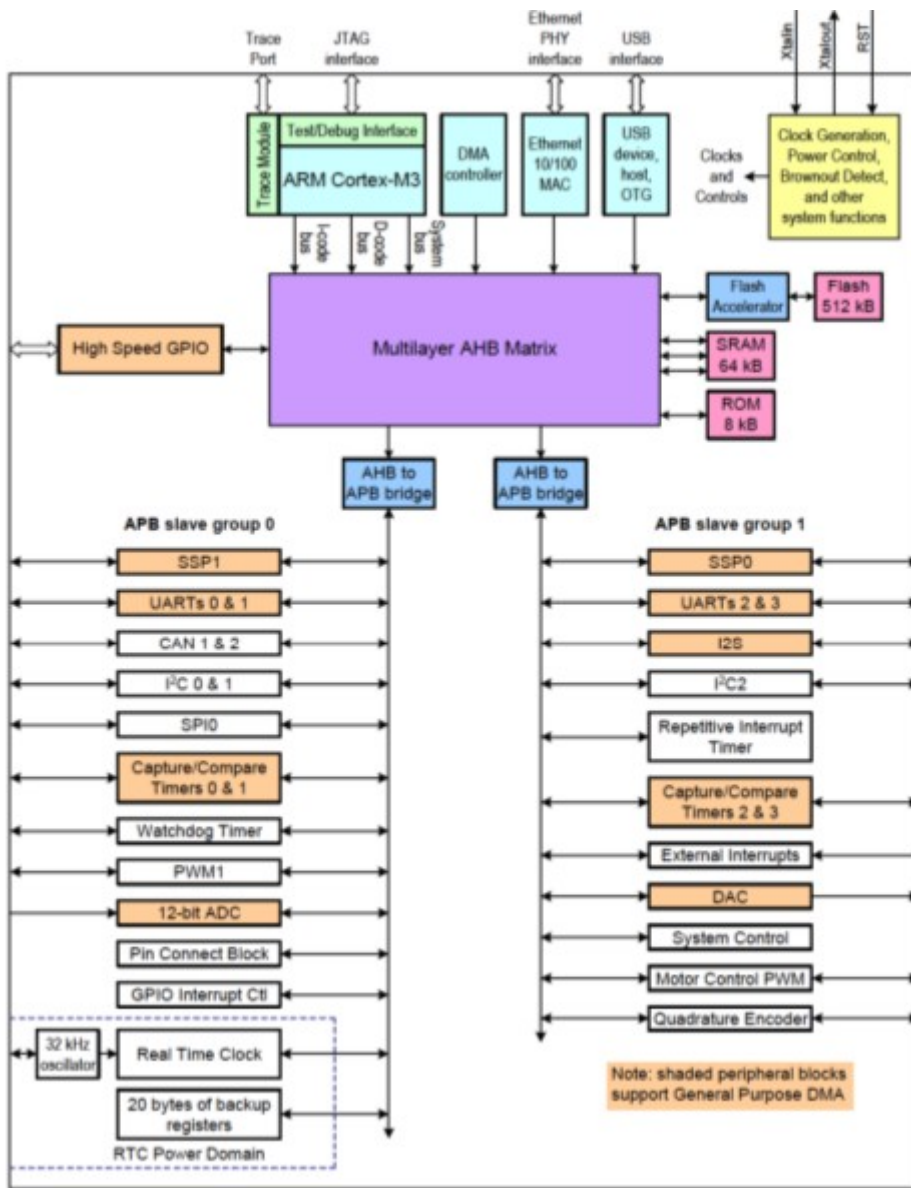 Trace
Port
JTAG
interface
Ethernet
PHY
interface
USB
interface
Xtalin
Xtalout
RST
Trace Module
Test/Debug Interface
ARM Cortex-M3
DMA
controller
Ethernet
10/100
MAC
USB
device,
host,
OTG
Clocks
and
Controls
Clock Generation,
Power Control,
Brownout Detect,
and other
system functions
I-code
bus
D-code
bus
System
bus
High Speed GPIO
Multilayer AHB Matrix
Flash
Accelerator
Flash
512 kB
SRAM
64 kB
ROM
8 kB
AHB to
APB bridge
AHB to
APB bridge
APB slave group 0
SSP1
UARTs 0 & 1
CAN 1 & 2
I²C 0 & 1
SPI0
Capture/Compare
Timers 0 & 1
Watchdog Timer
PWM1
12-bit ADC
Pin Connect Block
GPIO Interrupt Ctl
32 kHz
oscillator
Real Time Clock
20 bytes of backup
registers
RTC Power Domain
APB slave group 1
SSP0
UARTs 2 & 3
I2S
I²C2
Repetitive Interrupt
Timer
Capture/Compare
Timers 2 & 3
External Interrupts
DAC
System Control
Motor Control PWM
Quadrature Encoder
Note: shaded peripheral blocks
support General Purpose DMA